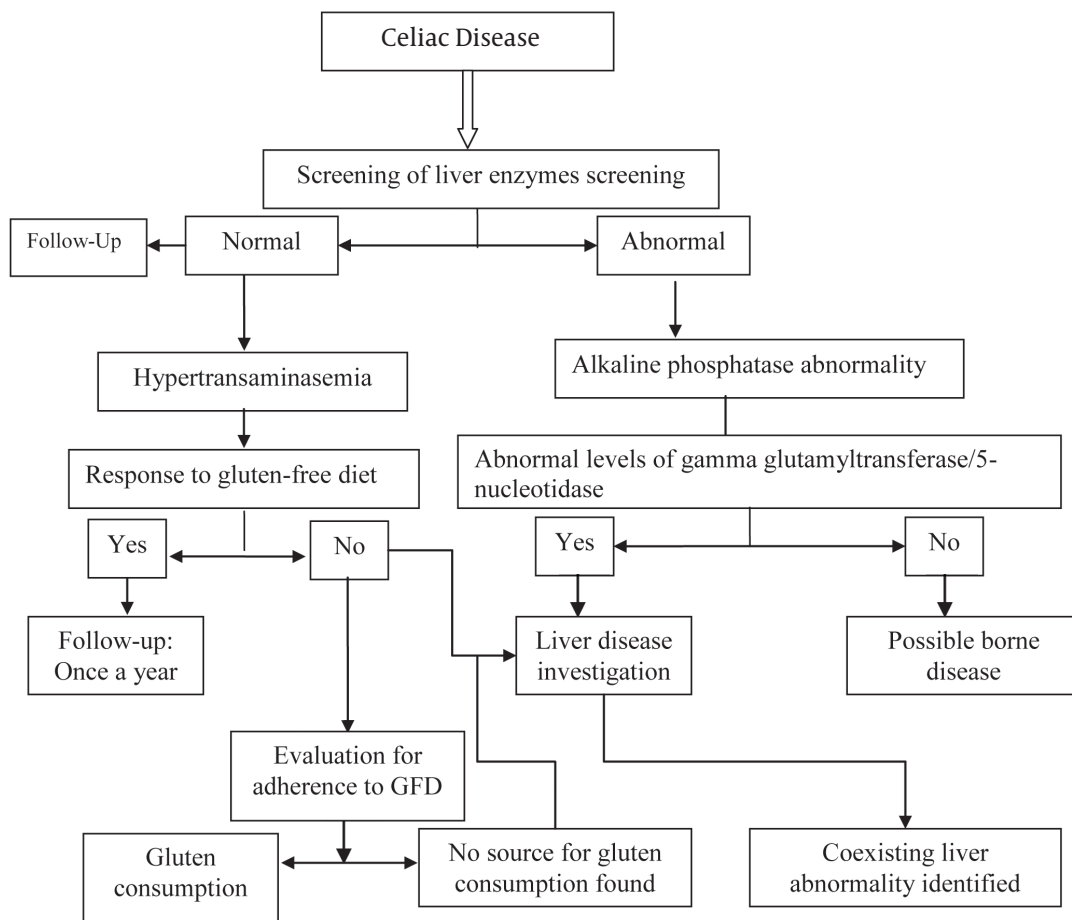 Celiac Disease
Screening of liver enzymes screening
Follow-Up
Normal
Abnormal
Hypertransaminasemia
Alkaline phosphatase abnormality
Response to gluten-free diet
Abnormal levels of gamma glutamyltransferase/5-
nucleotidase
Yes
No
Yes
No
Follow-up:
Once a year
Liver disease
investigation
Possible borne
disease
Evaluation for
adherence to GFD
Gluten
consumption
No source for gluten
consumption found
Coexisting liver
abnormality identified